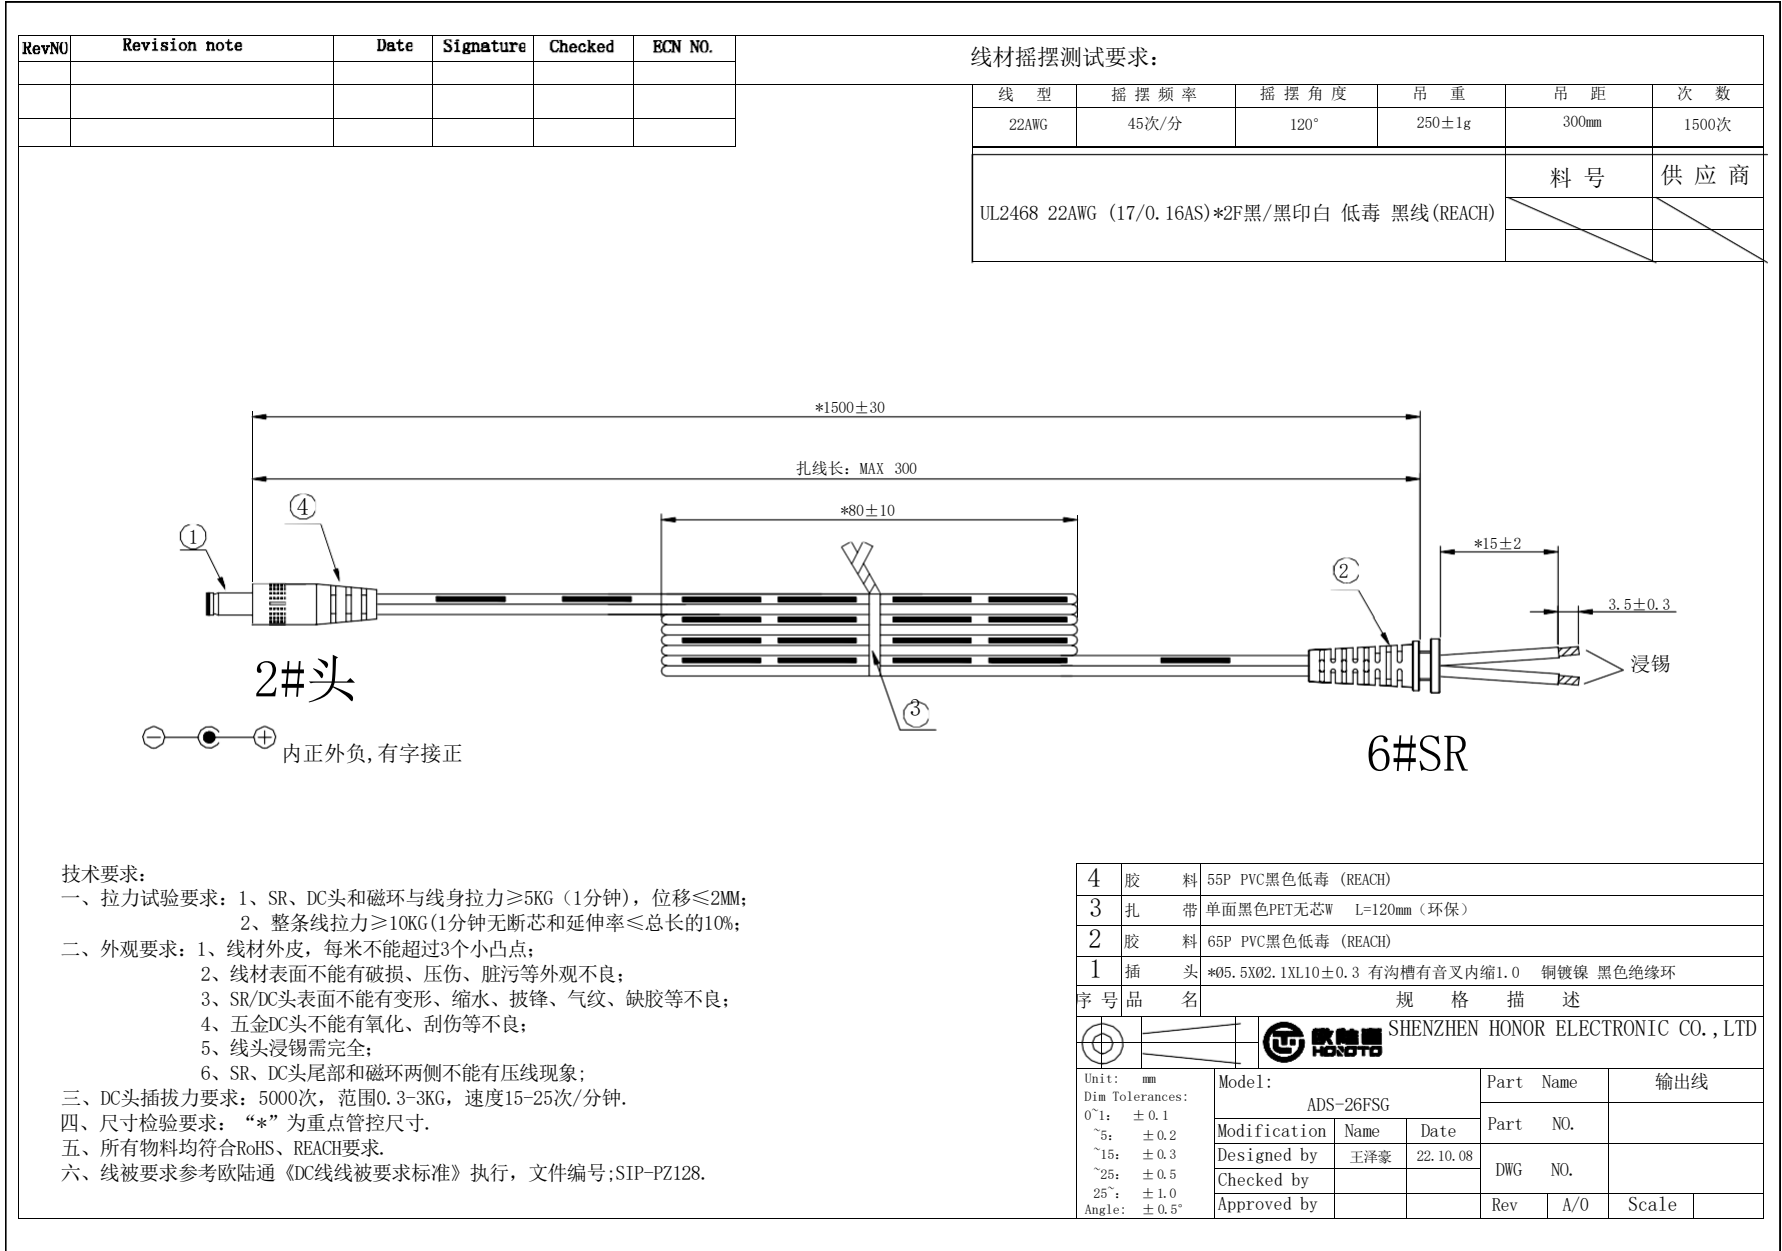 RevNO Revision note Date Signature Checked ECN NO.
线材摇摆测试要求：
线 型 摇摆频率 摇摆角度 吊 重 吊 距 次 数
22AWG 45次/分 120° 250±1g 300mm 1500次
料 号 供 应 商
UL2468 22AWG (17/0.16AS)*2F黑/黑印白 低毒 黑线(REACH)
*1500±30
扎线长：MAX 300
*80±10
4
1
*15±2
2
3.5±0.3
浸锡
2#头
3
内正外负,有字接正
6#SR
技术要求：
一、拉力试验要求：1、SR、DC头和磁环与线身拉力≥5KG（1分钟)，位移≤2MM；
2、整条线拉力≥10KG(1分钟无断芯和延伸率≤总长的10%；
二、外观要求：1、线材外皮，每米不能超过3个小凸点；
2、线材表面不能有破损、压伤、脏污等外观不良；
3、SR/DC头表面不能有变形、缩水、披锋、气纹、缺胶等不良；
4、五金DC头不能有氧化、刮伤等不良；
5、线头浸锡需完全；
6、SR、DC头尾部和磁环两侧不能有压线现象;
三、DC头插拔力要求：5000次，范围0.3-3KG，速度15-25次/分钟.
四、尺寸检验要求：“*”为重点管控尺寸.
五、所有物料均符合RoHS、REACH要求.
六、线被要求参考欧陆通《DC线线被要求标准》执行，文件编号;SIP-PZ128.
4 胶 料 55P PVC黑色低毒 (REACH)
3 扎 带 单面黑色PET无芯W L=120mm（环保）
2 胶 料 65P PVC黑色低毒 (REACH)
1 插 头 *Ø5.5XØ2.1XL10±0.3 有沟槽有音叉内缩1.0 铜镀镍 黑色绝缘环
序号 品 名 规 格 描 述
欧陆通 HONOTO SHENZHEN HONOR ELECTRONIC CO.,LTD
Unit: mm
Dim Tolerances:
0~1: ±0.1
~5: ±0.2
~15: ±0.3
~25: ±0.5
25~: ±1.0
Angle: ±0.5°
Model:
ADS-26FSG
Modification Name Date
Designed by 王泽豪 22.10.08
Checked by
Approved by
Part Name 输出线
Part NO.
DWG NO.
Rev A/0 Scale